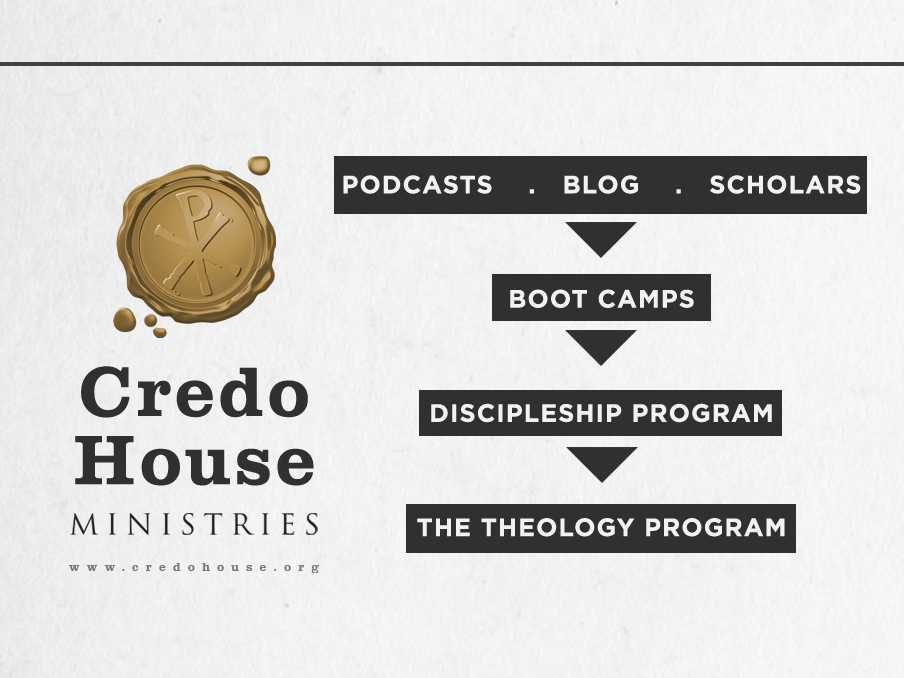 PODCASTS . BLOG . SCHOLARS
BOOT CAMPS
DISCIPLESHIP PROGRAM
THE THEOLOGY PROGRAM
Credo
House
MINISTRIES
www.credohouse.org